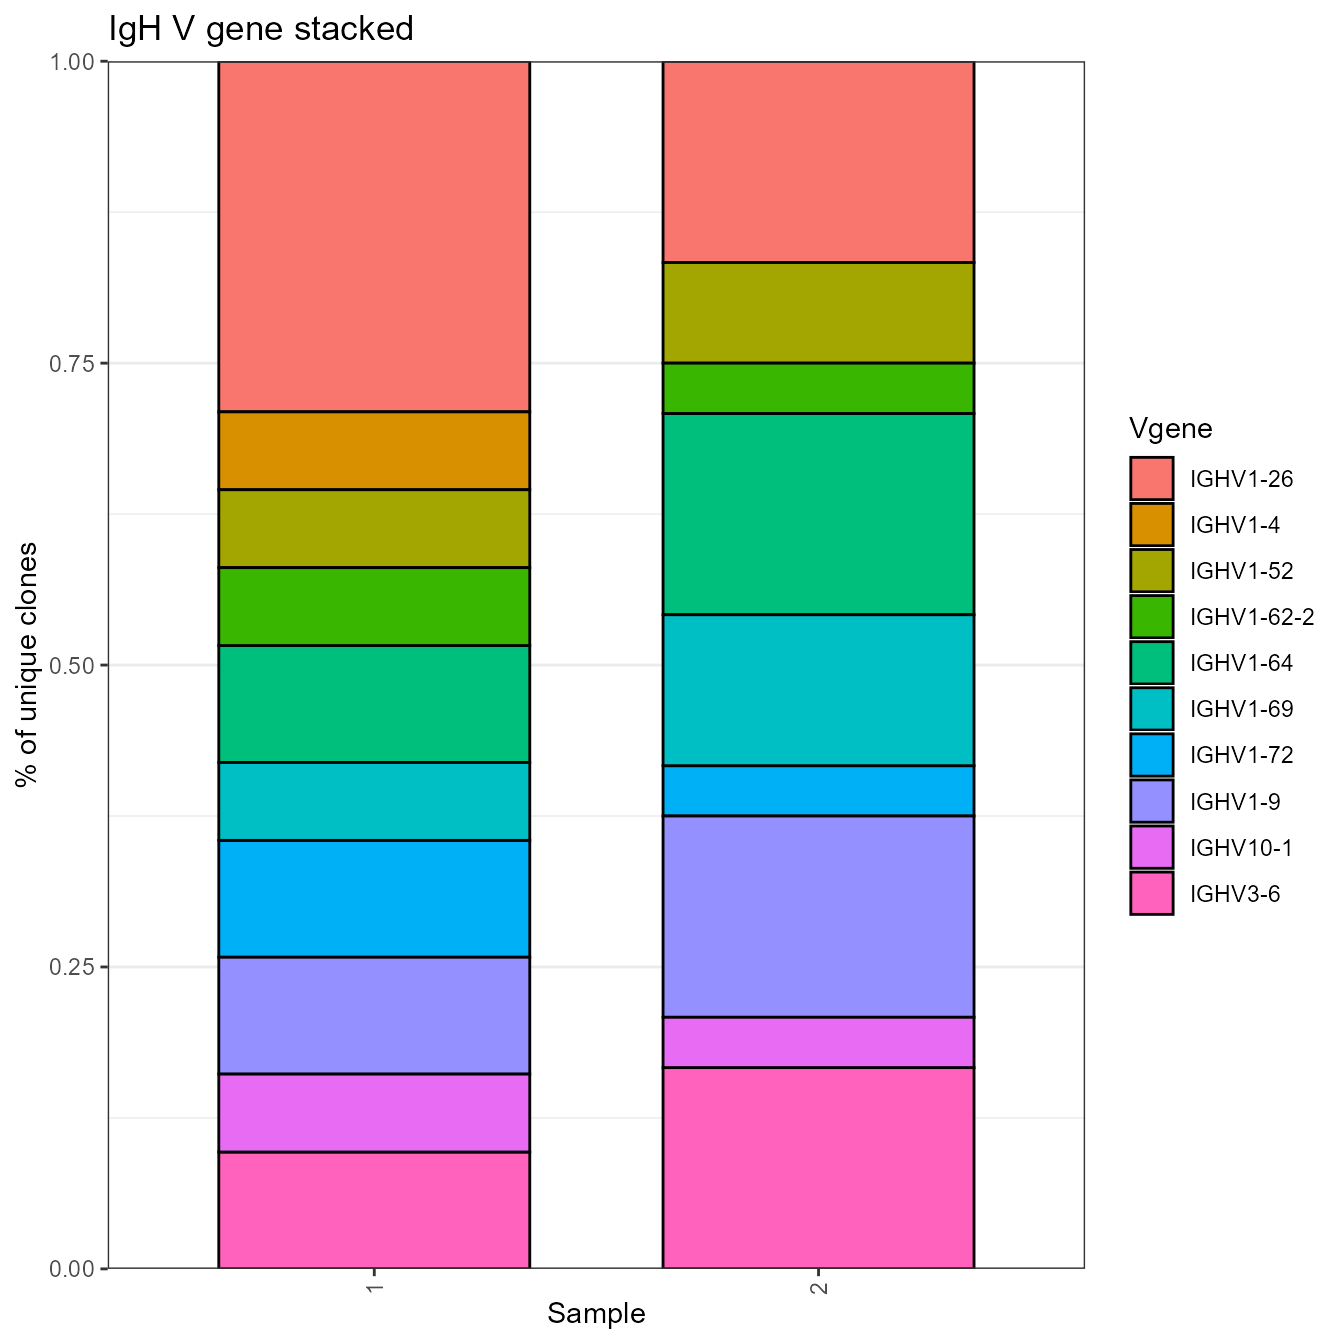 IgH V gene stacked
1.00
0.75
0.50
0.25
0.00
% of unique clones
1
2
Sample
Vgene
IGHV1-26
IGHV1-4
IGHV1-52
IGHV1-62-2
IGHV1-64
IGHV1-69
IGHV1-72
IGHV1-9
IGHV10-1
IGHV3-6